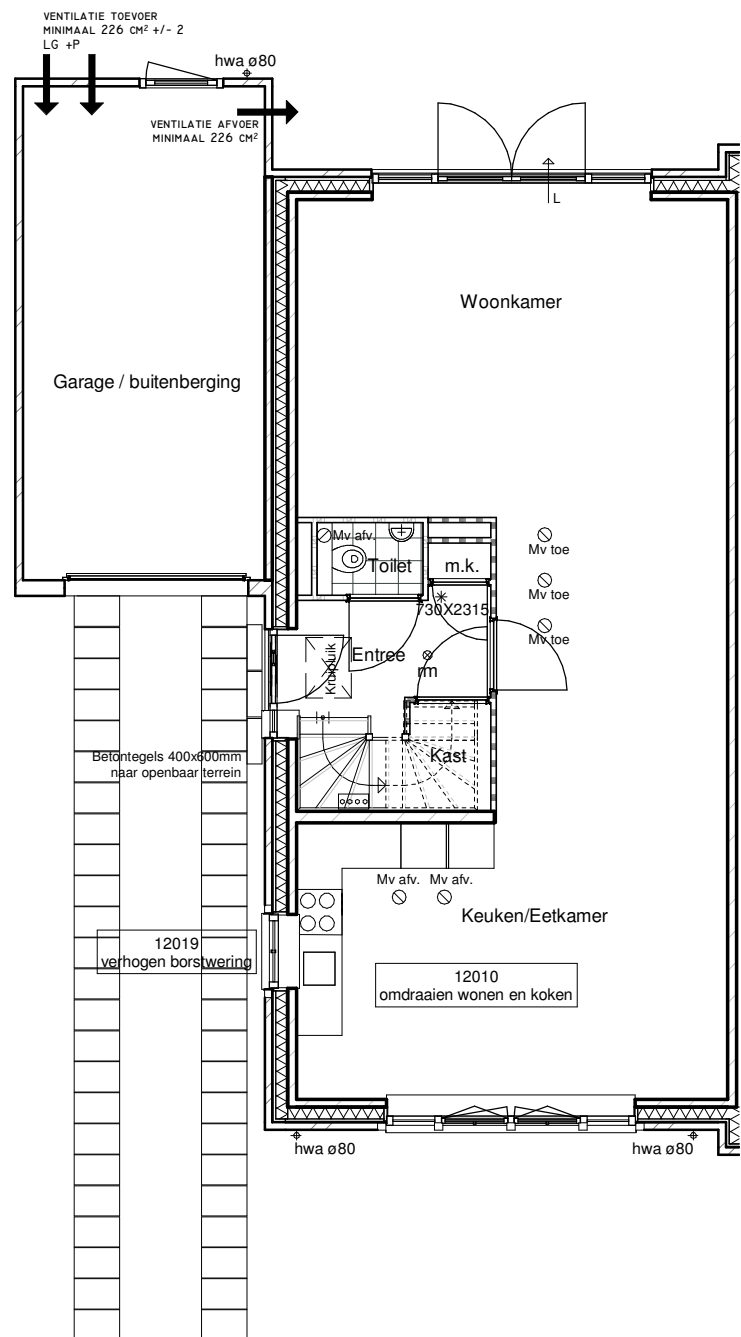 VENTILATIE TOEVOER
MINIMAAL 226 CM² +/- 2
LG +P
hwa ø80
VENTILATIE AFVOER
MINIMAAL 226 CM²
L
Woonkamer
Garage / buitenberging
Mv afv.
Toilet
m.k.
Mv toe
Mv toe
Mv toe
730X2315
Entree
rm
Kruipluik
Kast
Betontegels 400x600mm
naar openbaar terrein
Mv afv.
Mv afv.
Keuken/Eetkamer
12019
verhogen borstwering
12010
omdraaien wonen en koken
hwa ø80
hwa ø80